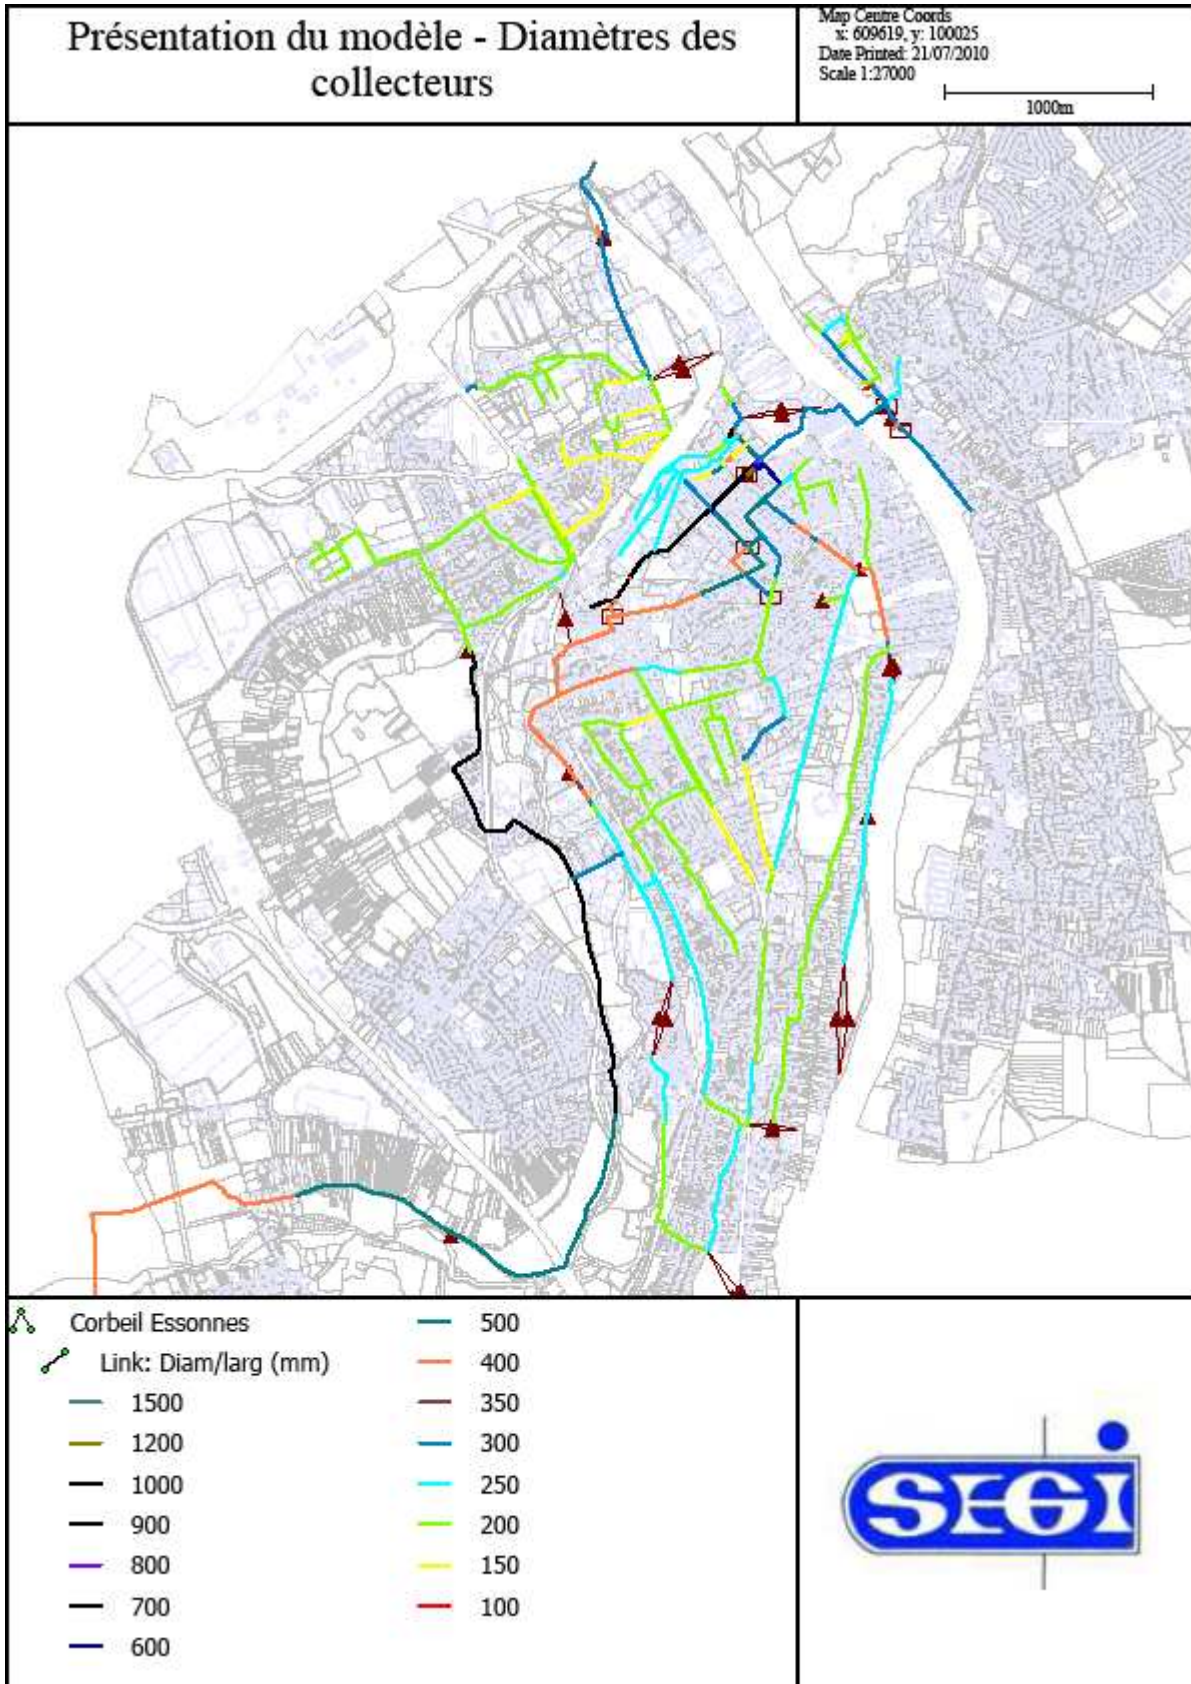 Présentation du modèle - Diamètres des
collecteurs
Map Centre Coords
x: 609619, y: 100025
Date Printed: 21/07/2010
Scale 1:27000
1000m
Corbeil Essonnes
Link: Diam/larg (mm)
1500
1200
1000
900
800
700
600
500
400
350
300
250
200
150
100
SEGI